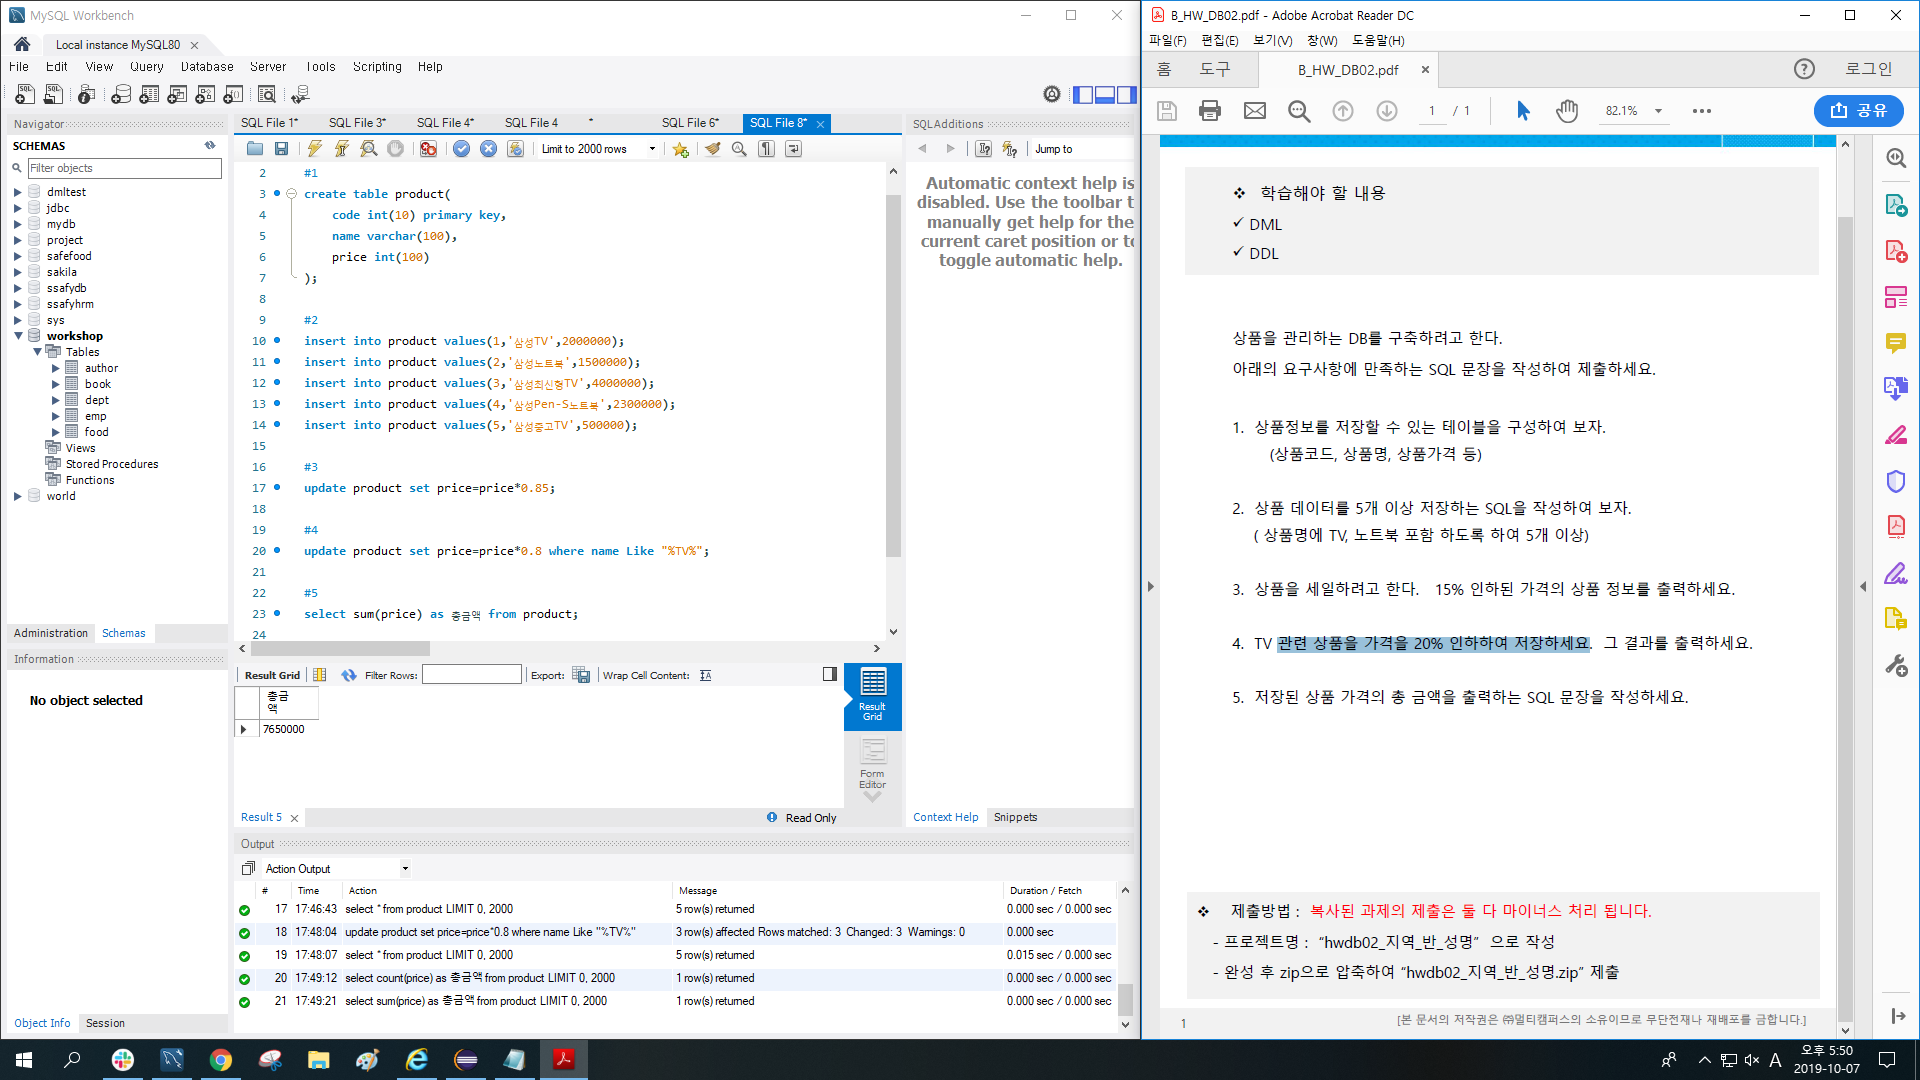 MySQL Workbench
Local instance MySQL80
File Edit View Query Database Server Tools Scripting Help
Navigator
SCHEMAS
Filter objects
dmltest
jdbc
mydb
project
safefood
sakila
ssafydb
ssafyhrm
sys
workshop
Tables
author
book
dept
emp
food
Views
Stored Procedures
Functions
world
Administration Schemas
Information
No object selected
Object Info Session
SQL File 1* SQL File 3* SQL File 4* SQL File 4 * SQL File 6* SQL File 8*
Limit to 2000 rows
2 #1
3 create table product(
4 code int(10) primary key,
5 name varchar(100),
6 price int(100)
7 );
8
9 #2
10 insert into product values(1,'삼성TV',2000000);
11 insert into product values(2,'삼성노트북',1500000);
12 insert into product values(3,'삼성최신형TV',4000000);
13 insert into product values(4,'삼성Pen-S노트북',2300000);
14 insert into product values(5,'삼성중고TV',500000);
15
16 #3
17 update product set price=price*0.85;
18
19 #4
20 update product set price=price*0.8 where name Like "%TV%";
21
22 #5
23 select sum(price) as 총금액 from product;
24
Result Grid Filter Rows: Export: Wrap Cell Content:
총금
액
7650000
Result
Grid
Form
Editor
Result 5 Read Only
SQLAdditions
Jump to
Automatic context help is
disabled. Use the toolbar t
manually get help for the
current caret position or to
toggle automatic help.
Context Help Snippets
Output
Action Output
# Time Action Message Duration / Fetch
17 17:46:43 select * from product LIMIT 0, 2000 5 row(s) returned 0.000 sec / 0.000 sec
18 17:48:04 update product set price=price*0.8 where name Like "%TV%" 3 row(s) affected Rows matched: 3 Changed: 3 Warnings: 0 0.000 sec
19 17:48:07 select * from product LIMIT 0, 2000 5 row(s) returned 0.015 sec / 0.000 sec
20 17:49:12 select count(price) as 총금액 from product LIMIT 0, 2000 1 row(s) returned 0.000 sec / 0.000 sec
21 17:49:21 select sum(price) as 총금액 from product LIMIT 0, 2000 1 row(s) returned 0.000 sec / 0.000 sec
B_HW_DB02.pdf - Adobe Acrobat Reader DC
파일(F) 편집(E) 보기(V) 창(W) 도움말(H)
홈 도구 B_HW_DB02.pdf 로그인
1 / 1 82.1% 공유
❖ 학습해야 할 내용
✓ DML
✓ DDL
상품을 관리하는 DB를 구축하려고 한다.
아래의 요구사항에 만족하는 SQL 문장을 작성하여 제출하세요.
1. 상품정보를 저장할 수 있는 테이블을 구성하여 보자.
(상품코드, 상품명, 상품가격 등)
2. 상품 데이터를 5개 이상 저장하는 SQL을 작성하여 보자.
( 상품명에 TV, 노트북 포함 하도록 하여 5개 이상)
3. 상품을 세일하려고 한다. 15% 인하된 가격의 상품 정보를 출력하세요.
4. TV 관련 상품을 가격을 20% 인하하여 저장하세요. 그 결과를 출력하세요.
5. 저장된 상품 가격의 총 금액을 출력하는 SQL 문장을 작성하세요.
❖ 제출방법 : 복사된 과제의 제출은 둘 다 마이너스 처리 됩니다.
- 프로젝트명 : “hwdb02_지역_반_성명” 으로 작성
- 완성 후 zip으로 압축하여 “hwdb02_지역_반_성명.zip” 제출
1 [본 문서의 저작권은 ㈜멀티캠퍼스의 소유이므로 무단전재나 재배포를 금합니다.]
A 오후 5:50
2019-10-07